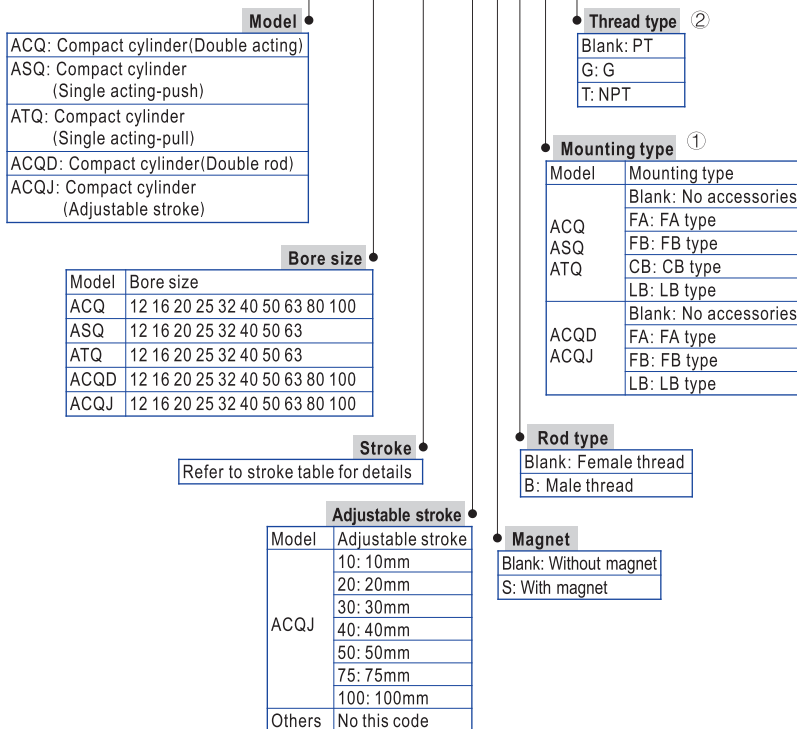 Model
ACQ: Compact cylinder(Double acting)
ASQ: Compact cylinder
(Single acting-push)
ATQ: Compact cylinder
(Single acting-pull)
ACQD: Compact cylinder(Double rod)
ACQJ: Compact cylinder
(Adjustable stroke)
Thread type ②
Blank: PT
G: G
T: NPT
Mounting type ①
Model Mounting type
ACQ
ASQ
ATQ
Blank: No accessories
FA: FA type
FB: FB type
CB: CB type
LB: LB type
ACQD
ACQJ
Blank: No accessories
FA: FA type
FB: FB type
LB: LB type
Bore size
Model Bore size
ACQ 12 16 20 25 32 40 50 63 80 100
ASQ 12 16 20 25 32 40 50 63
ATQ 12 16 20 25 32 40 50 63
ACQD 12 16 20 25 32 40 50 63 80 100
ACQJ 12 16 20 25 32 40 50 63 80 100
Stroke
Refer to stroke table for details
Rod type
Blank: Female thread
B: Male thread
Adjustable stroke
Model Adjustable stroke
ACQJ
10: 10mm
20: 20mm
30: 30mm
40: 40mm
50: 50mm
75: 75mm
100: 100mm
Others No this code
Magnet
Blank: Without magnet
S: With magnet